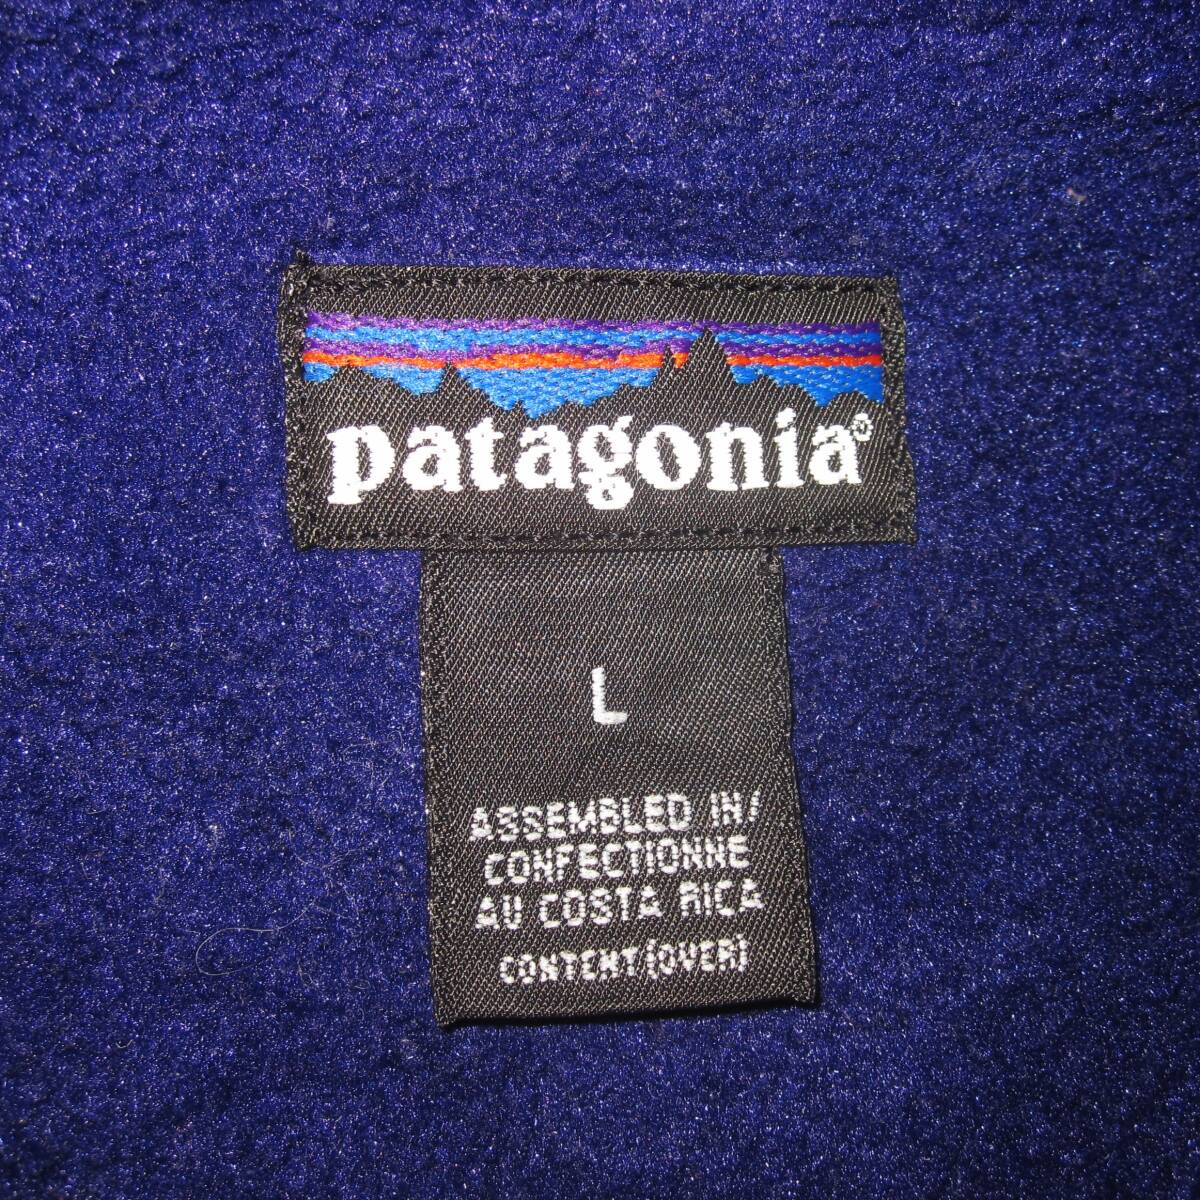 patagonia®
L
ASSEMBLED IN/
CONFECTIONNE
AU COSTA RICA
CONTENT(OVER)